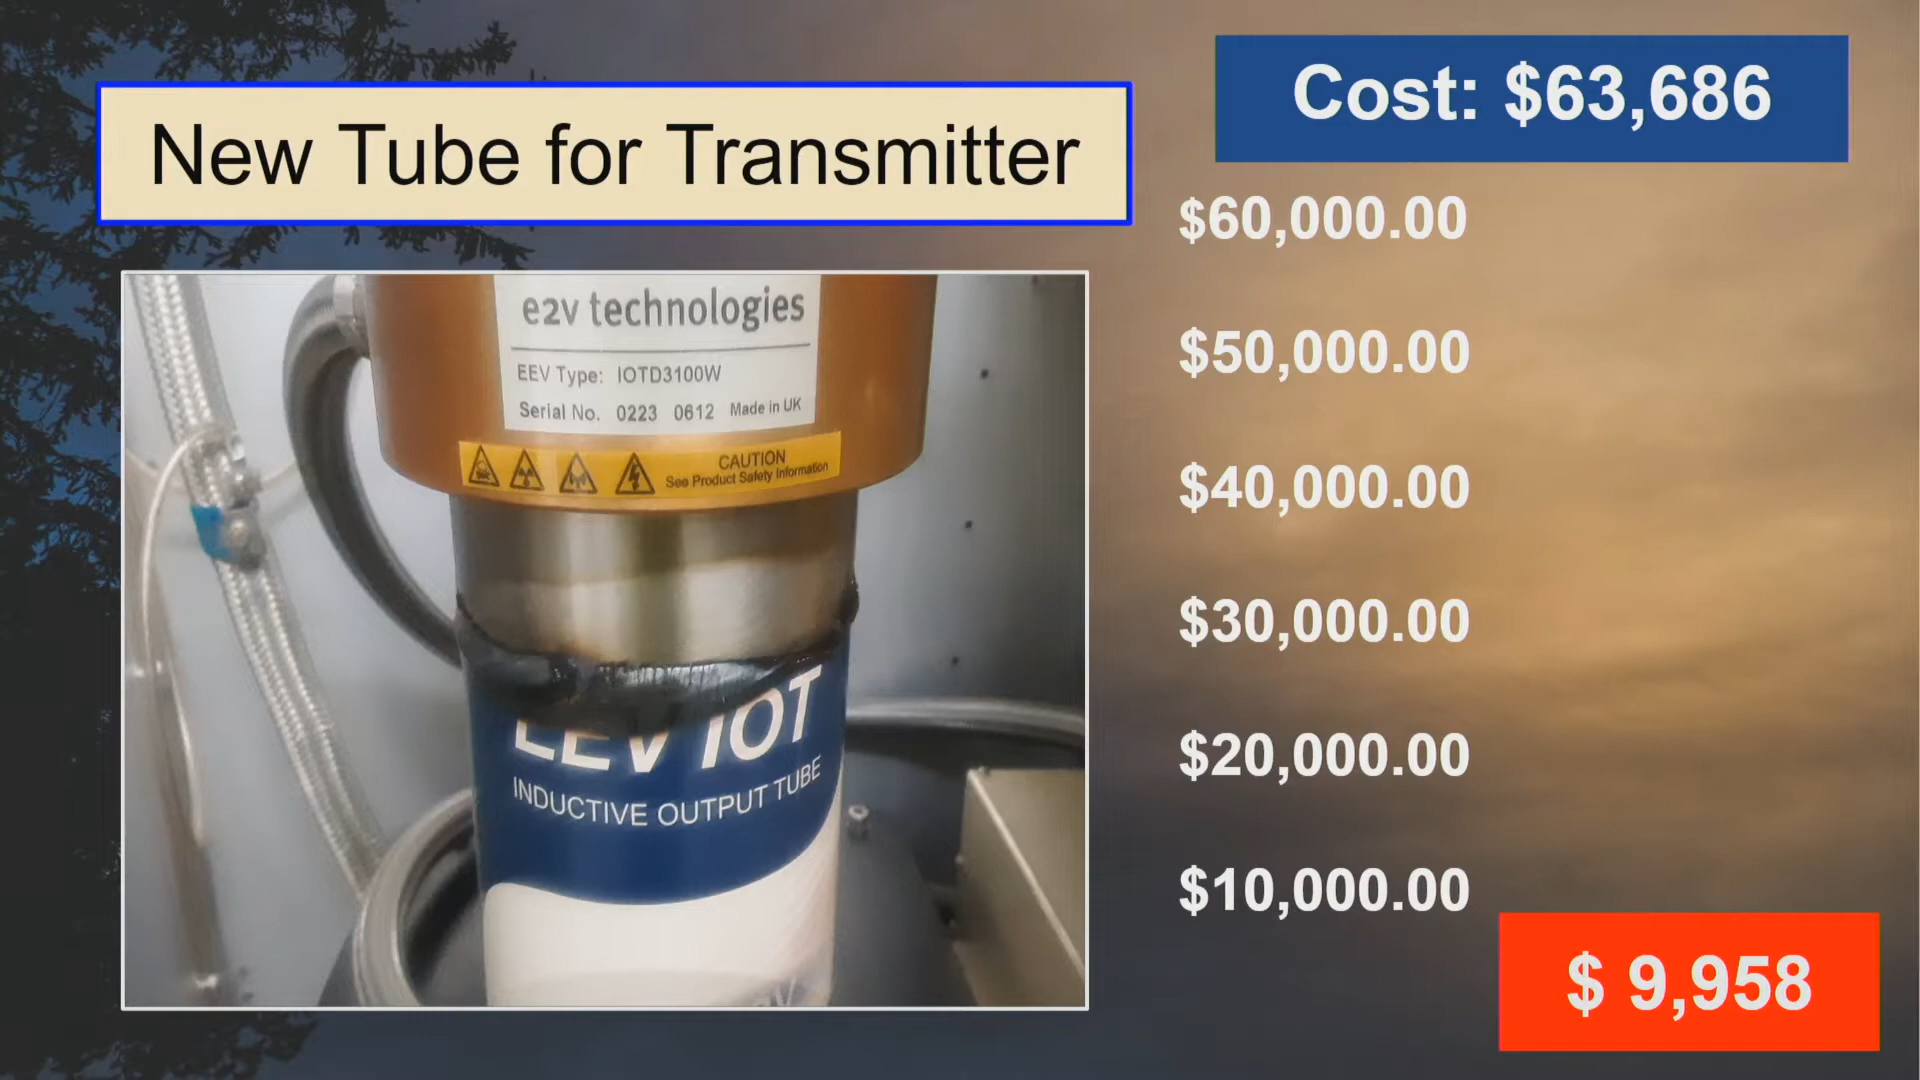 New Tube for Transmitter
Cost: $63,686
$60,000.00
$50,000.00
$40,000.00
$30,000.00
$20,000.00
$10,000.00
$ 9,958
e2v technologies
EEV Type: IOTD3100W
Serial No. 0223 0612 Made in UK
CAUTION
See Product Safety Information
EEV IOT
INDUCTIVE OUTPUT TUBE